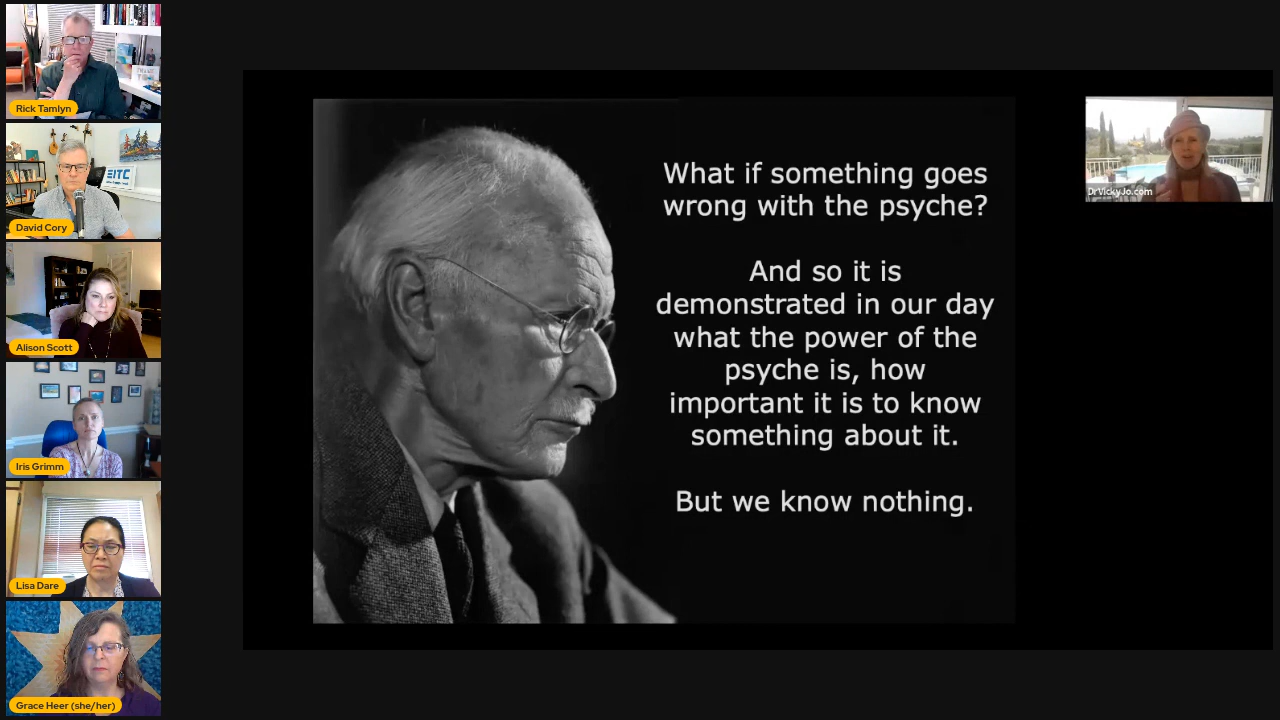 Rick Tamlyn
EITC
David Cory
Alison Scott
Iris Grimm
Lisa Dare
Grace Heer (she/her)
What if something goes
wrong with the psyche?
And so it is
demonstrated in our day
what the power of the
psyche is, how
important it is to know
something about it.
But we know nothing.
DrVickyJo.com